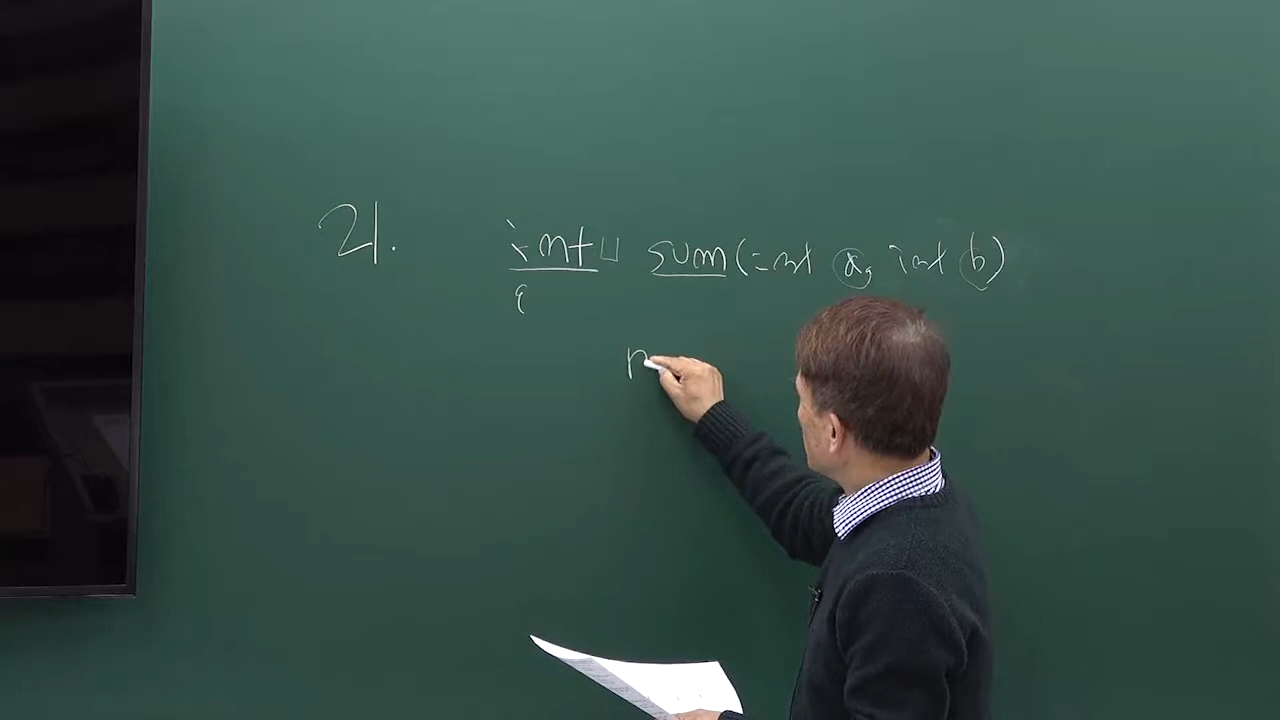 21. int␣ sum(int a, int b)
{
r